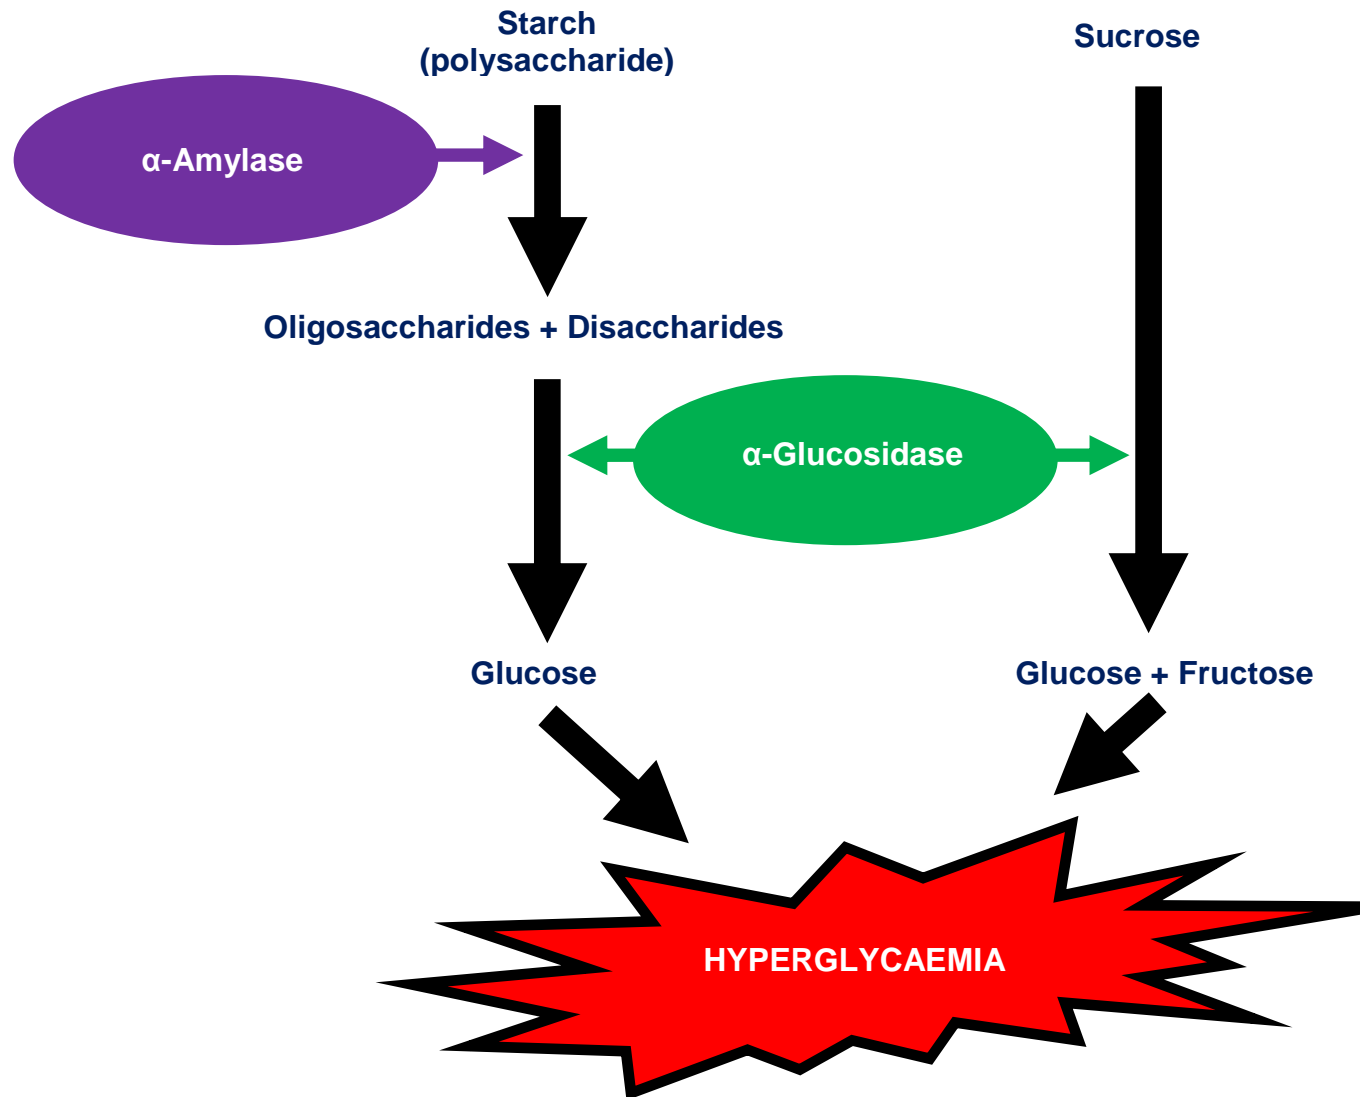 Starch
(polysaccharide)
Sucrose
α-Amylase
Oligosaccharides + Disaccharides
α-Glucosidase
Glucose
Glucose + Fructose
HYPERGLYCAEMIA